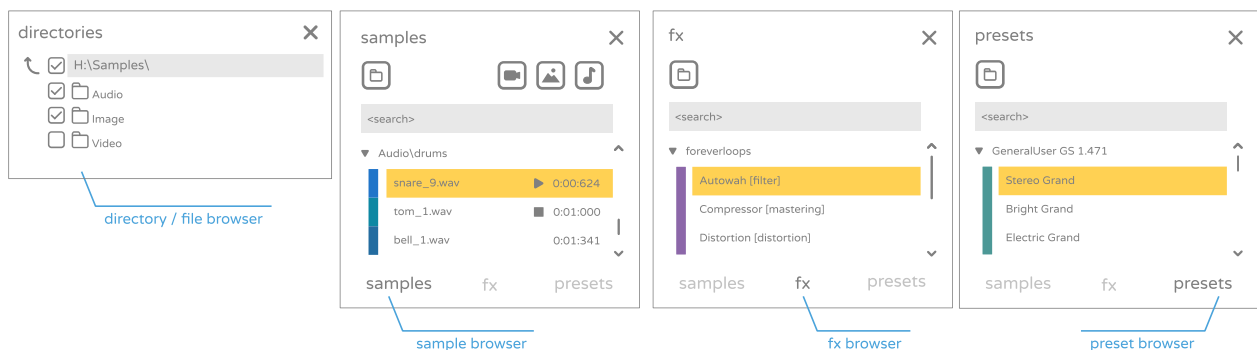 directories
H:\Samples\
Audio
Image
Video
directory / file browser
samples
<search>
Audio\drums
snare_9.wav 0:00:624
tom_1.wav 0:01:000
bell_1.wav 0:01:341
samples fx presets
sample browser
fx
<search>
foreverloops
Autowah [filter]
Compressor [mastering]
Distortion [distortion]
samples fx presets
fx browser
presets
<search>
GeneralUser GS 1.471
Stereo Grand
Bright Grand
Electric Grand
samples fx presets
preset browser